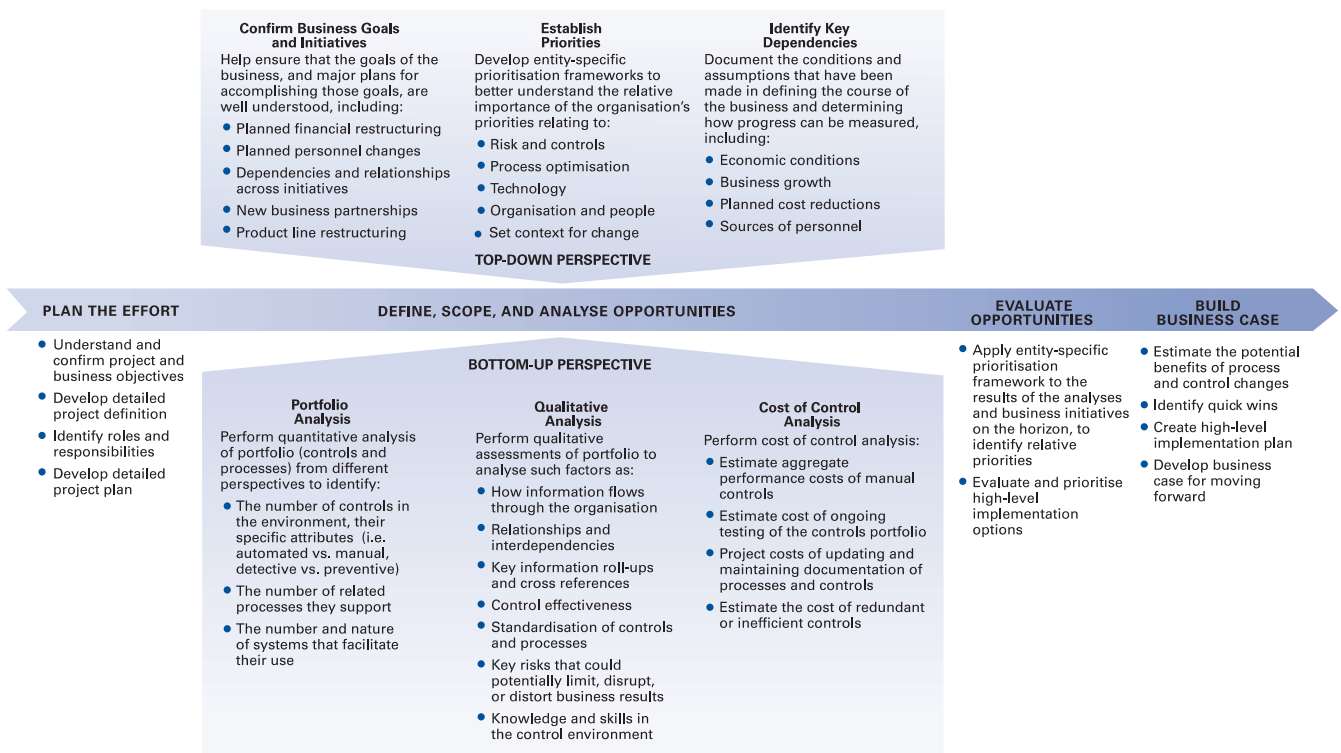 Confirm Business Goals
and Initiatives
Help ensure that the goals of the
business, and major plans for
accomplishing those goals, are
well understood, including:
• Planned financial restructuring
• Planned personnel changes
• Dependencies and relationships
across initiatives
• New business partnerships
• Product line restructuring
Establish
Priorities
Develop entity-specific
prioritisation frameworks to
better understand the relative
importance of the organisation's
priorities relating to:
• Risk and controls
• Process optimisation
• Technology
• Organisation and people
• Set context for change
Identify Key
Dependencies
Document the conditions and
assumptions that have been
made in defining the course of
the business and determining
how progress can be measured,
including:
• Economic conditions
• Business growth
• Planned cost reductions
• Sources of personnel
TOP-DOWN PERSPECTIVE
PLAN THE EFFORT
DEFINE, SCOPE, AND ANALYSE OPPORTUNITIES
EVALUATE
OPPORTUNITIES
BUILD
BUSINESS CASE
• Understand and
confirm project and
business objectives
• Develop detailed
project definition
• Identify roles and
responsibilities
• Develop detailed
project plan
BOTTOM-UP PERSPECTIVE
Portfolio
Analysis
Perform quantitative analysis
of portfolio (controls and
processes) from different
perspectives to identify:
• The number of controls in
the environment, their
specific attributes (i.e.
automated vs. manual,
detective vs. preventive)
• The number of related
processes they support
• The number and nature
of systems that facilitate
their use
Qualitative
Analysis
Perform qualitative
assessments of portfolio to
analyse such factors as:
• How information flows
through the organisation
• Relationships and
interdependencies
• Key information roll-ups
and cross references
• Control effectiveness
• Standardisation of controls
and processes
• Key risks that could
potentially limit, disrupt,
or distort business results
• Knowledge and skills in
the control environment
Cost of Control
Analysis
Perform cost of control analysis:
• Estimate aggregate
performance costs of manual
controls
• Estimate cost of ongoing
testing of the controls portfolio
• Project costs of updating and
maintaining documentation of
processes and controls
• Estimate the cost of redundant
or inefficient controls
• Apply entity-specific
prioritisation
framework to the
results of the analyses
and business initiatives
on the horizon, to
identify relative
priorities
• Evaluate and prioritise
high-level
implementation
options
• Estimate the potential
benefits of process
and control changes
• Identify quick wins
• Create high-level
implementation plan
• Develop business
case for moving
forward